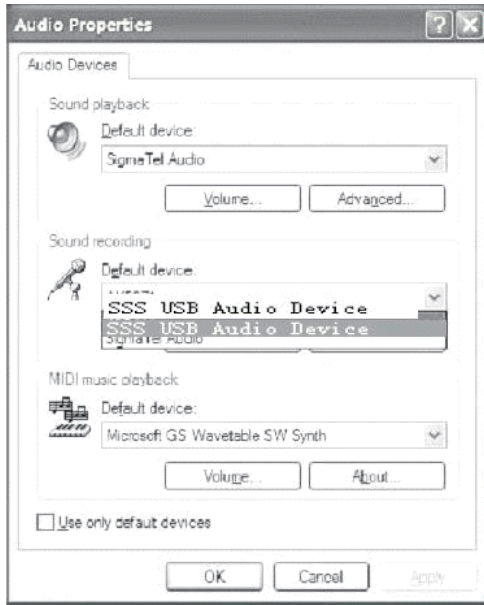 Audio Properties
Audio Devices
Sound playback
Default device:
SigmaTel Audio
Volume...
Advanced...
Sound recording
Default device:
SSS USB Audio Device
SSS USB Audio Device
SigmaTel Audio
MIDI music playback
Default device:
Microsoft GS Wavetable SW Synth
Volume...
About...
Use only default devices
OK
Cancel
Apply